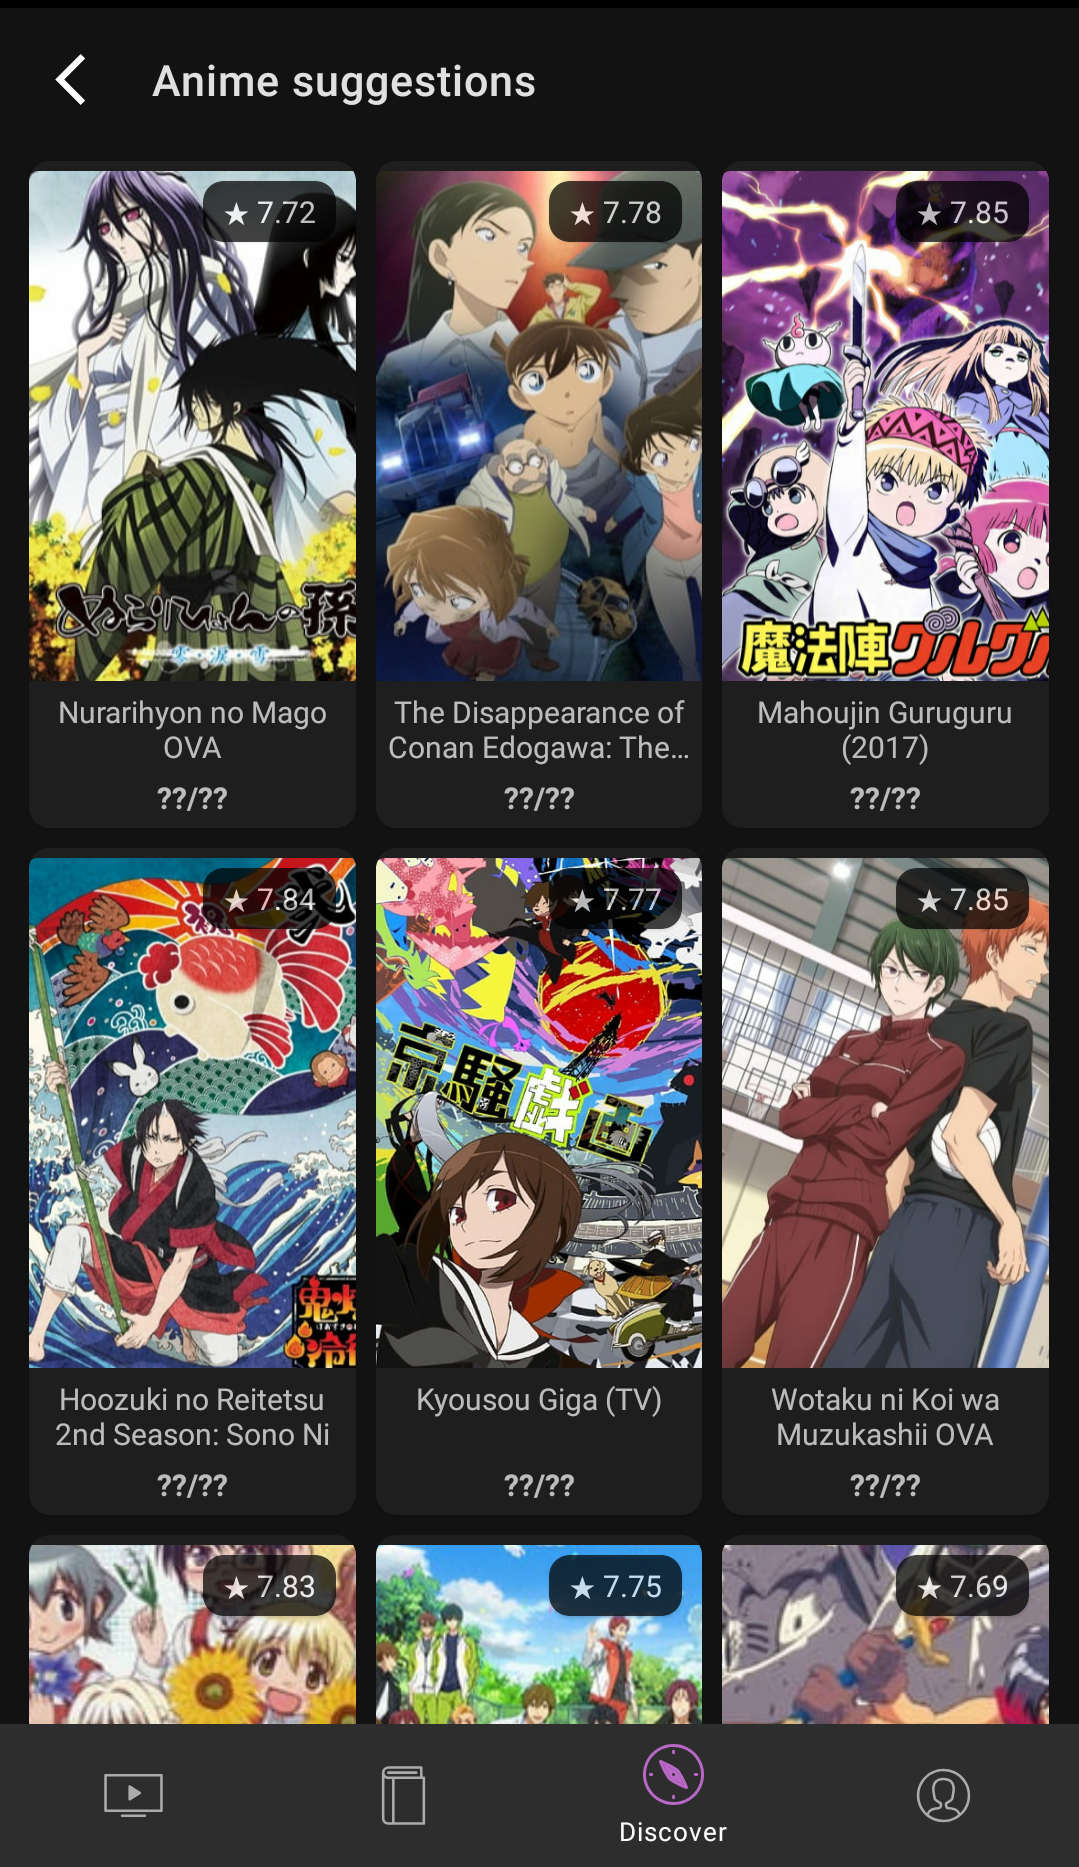 Anime suggestions
★ 7.72
★ 7.78
★ 7.85
ぬらりひょんの孫
魔法陣グルグル
Nurarihyon no Mago
OVA
The Disappearance of
Conan Edogawa: The...
Mahoujin Guruguru
(2017)
??/??
??/??
??/??
★ 7.84
★ 7.77
★ 7.85
京騒戯画
Hoozuki no Reitetsu
2nd Season: Sono Ni
Kyousou Giga (TV)
Wotaku ni Koi wa
Muzukashii OVA
??/??
??/??
??/??
★ 7.83
★ 7.75
★ 7.69
Discover